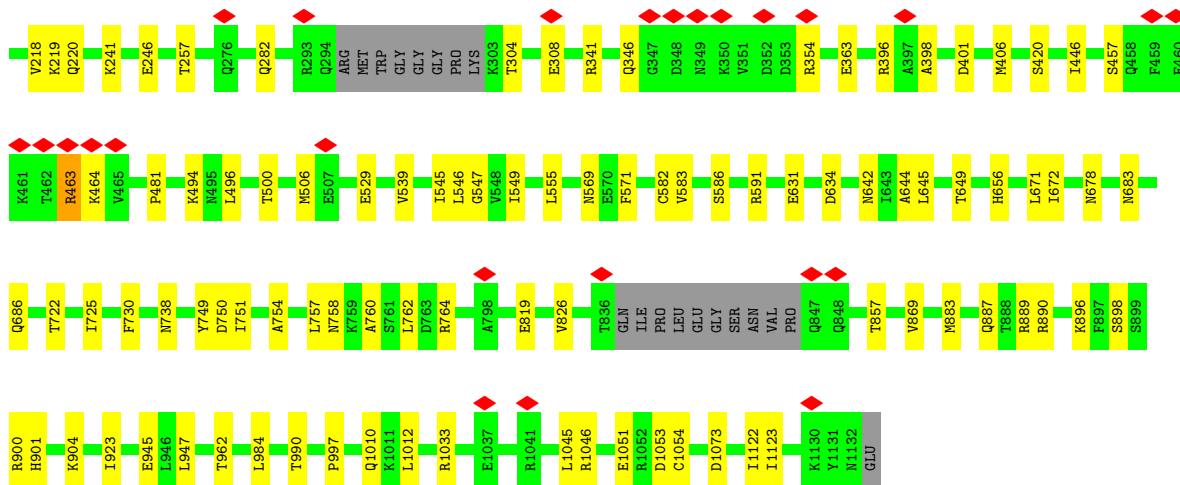 V218 K219 Q220 K241 E246 T257 Q276 Q282 R293 Q294 ARG MET TRP GLY GLY GLY PRO LYS K303 T304 E308 R341 Q346 G347 D348 N349 K350 V351 D352 D353 R354 E363 R396 A397 A398 D401 M406 S420 I446 S457 Q458 F459 E460
K461 T462 R463 K464 V465 P481 K494 N495 L496 T500 M506 E507 E529 V539 I545 L546 G547 V548 I549 L555 N569 E570 F571 C582 V583 S586 R591 E631 D634 N642 I643 A644 L645 T649 H656 L671 I672 N678 N683
Q686 T722 I725 F730 N738 Y749 D750 I751 A754 L757 N758 K759 A760 S761 L762 D763 R764 A798 E819 V826 T836 GLN ILE PRO LEU GLU GLY SER ASN VAL PRO Q847 Q848 T857 V869 M883 Q887 T888 R889 R890 K896 F897 S898 S899
R900 H901 K904 I923 E945 L946 L947 T962 L984 T990 P997 Q1010 K1011 L1012 R1033 E1037 R1041 L1045 R1046 E1051 R1052 D1053 C1054 D1073 I1122 I1123 K1130 Y1131 N1132 GLU